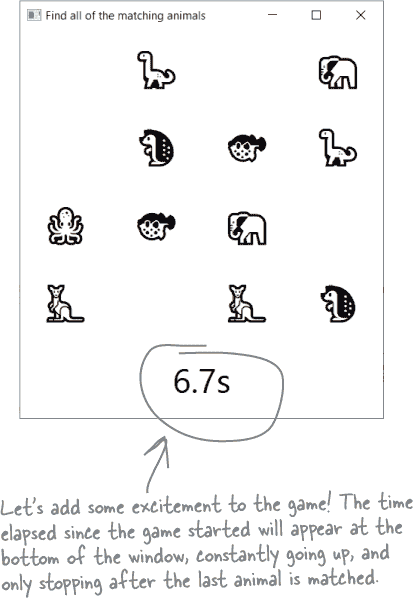 Find all of the matching animals
6.7s
Let's add some excitement to the game! The time
elapsed since the game started will appear at the
bottom of the window, constantly going up, and
only stopping after the last animal is matched.